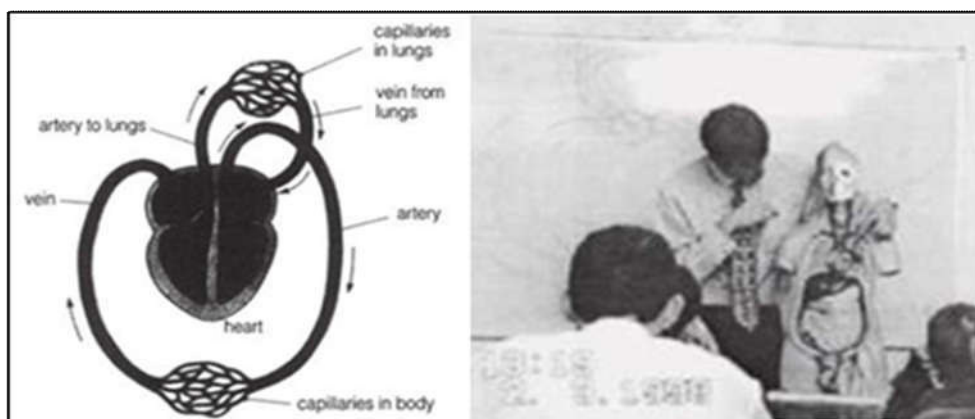 capillaries
in lungs
vein from
lungs
artery to lungs
vein
artery
heart
capillaries in body